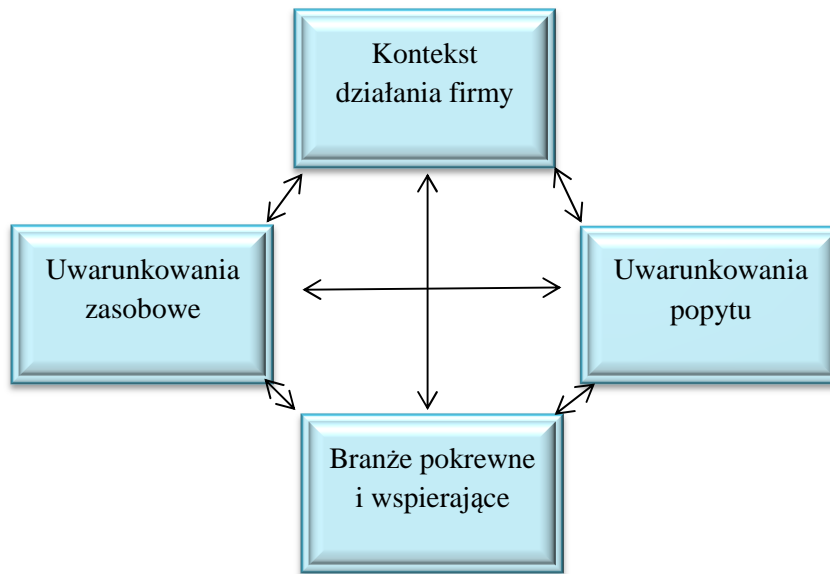 Kontekst
działania firmy
Uwarunkowania
zasobowe
Uwarunkowania
popytu
Branże pokrewne
i wspierające